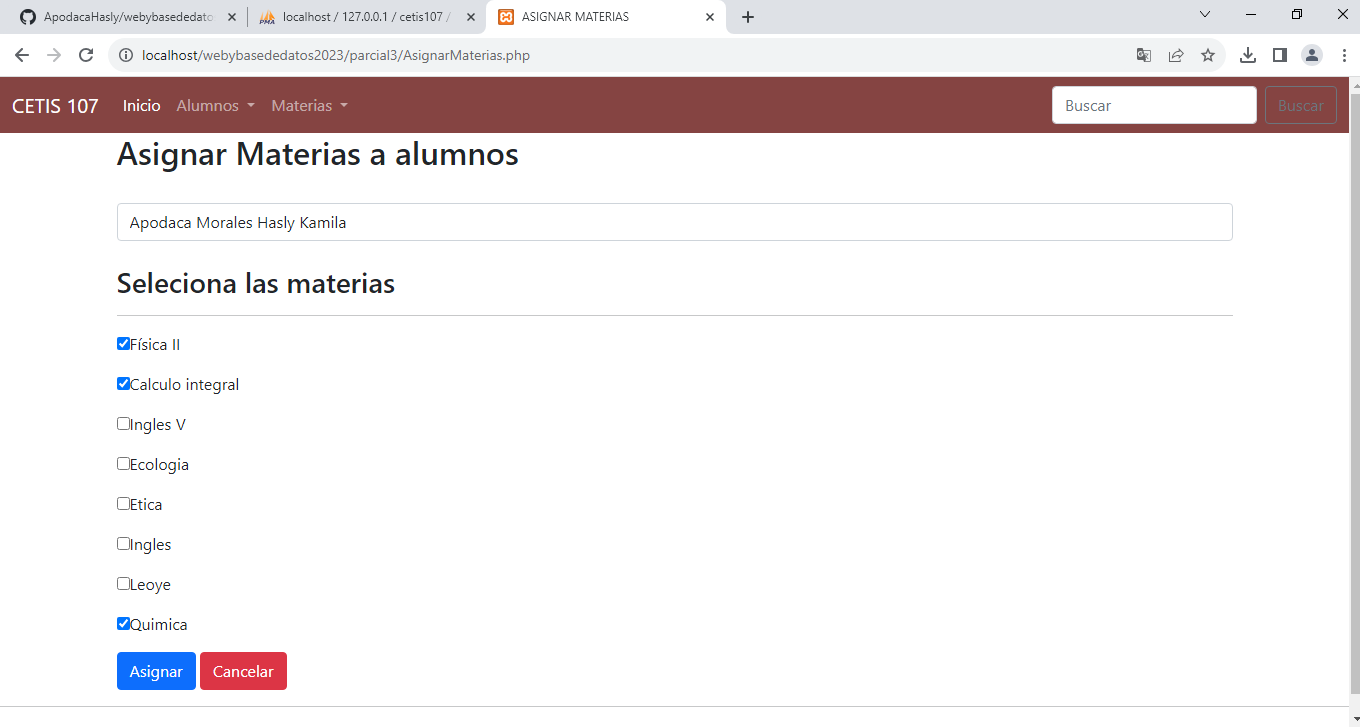 ApodacaHasly/webybasededato
localhost / 127.0.0.1 / cetis107 /
ASIGNAR MATERIAS
localhost/webybasededatos2023/parcial3/AsignarMaterias.php
CETIS 107 Inicio Alumnos Materias Buscar Buscar
Asignar Materias a alumnos
Apodaca Morales Hasly Kamila
Seleciona las materias
Física II
Calculo integral
Ingles V
Ecologia
Etica
Ingles
Leoye
Quimica
Asignar Cancelar